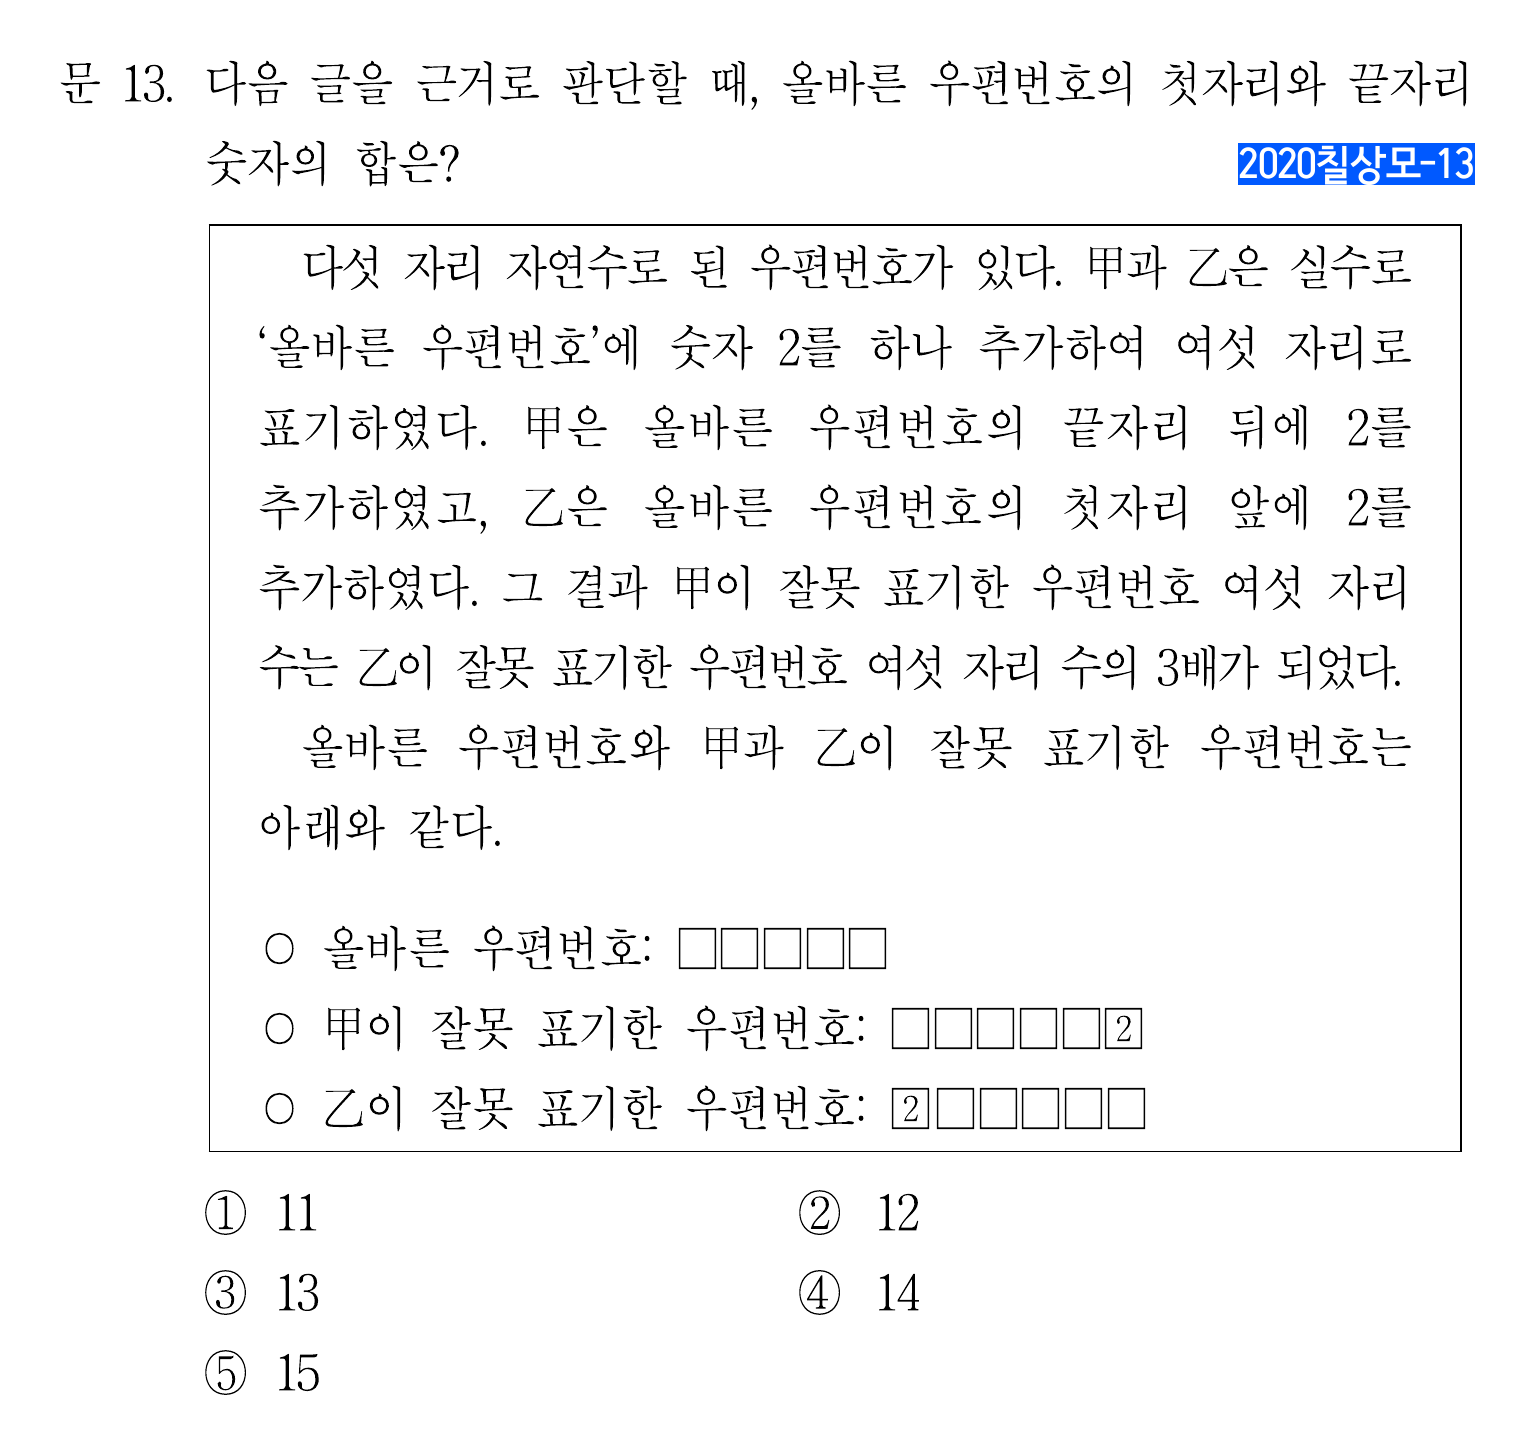 문 13. 다음 글을 근거로 판단할 때, 올바른 우편번호의 첫자리와 끝자리
숫자의 합은?
2020칠상모-13
다섯 자리 자연수로 된 우편번호가 있다. 甲과 乙은 실수로
‘올바른 우편번호’에 숫자 2를 하나 추가하여 여섯 자리로
표기하였다. 甲은 올바른 우편번호의 끝자리 뒤에 2를
추가하였고, 乙은 올바른 우편번호의 첫자리 앞에 2를
추가하였다. 그 결과 甲이 잘못 표기한 우편번호 여섯 자리
수는 乙이 잘못 표기한 우편번호 여섯 자리 수의 3배가 되었다.
올바른 우편번호와 甲과 乙이 잘못 표기한 우편번호는
아래와 같다.
○ 올바른 우편번호: □□□□□
○ 甲이 잘못 표기한 우편번호: □□□□□2
○ 乙이 잘못 표기한 우편번호: 2□□□□□
① 11
② 12
③ 13
④ 14
⑤ 15